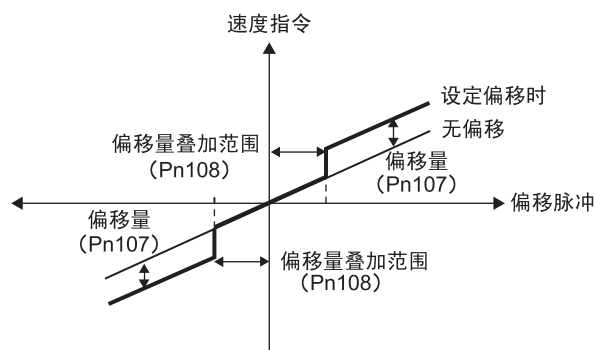 速度指令
设定偏移时
无偏移
偏移量叠加范围
（Pn108）
偏移量
（Pn107）
偏移脉冲
偏移量
（Pn107）
偏移量叠加范围
（Pn108）